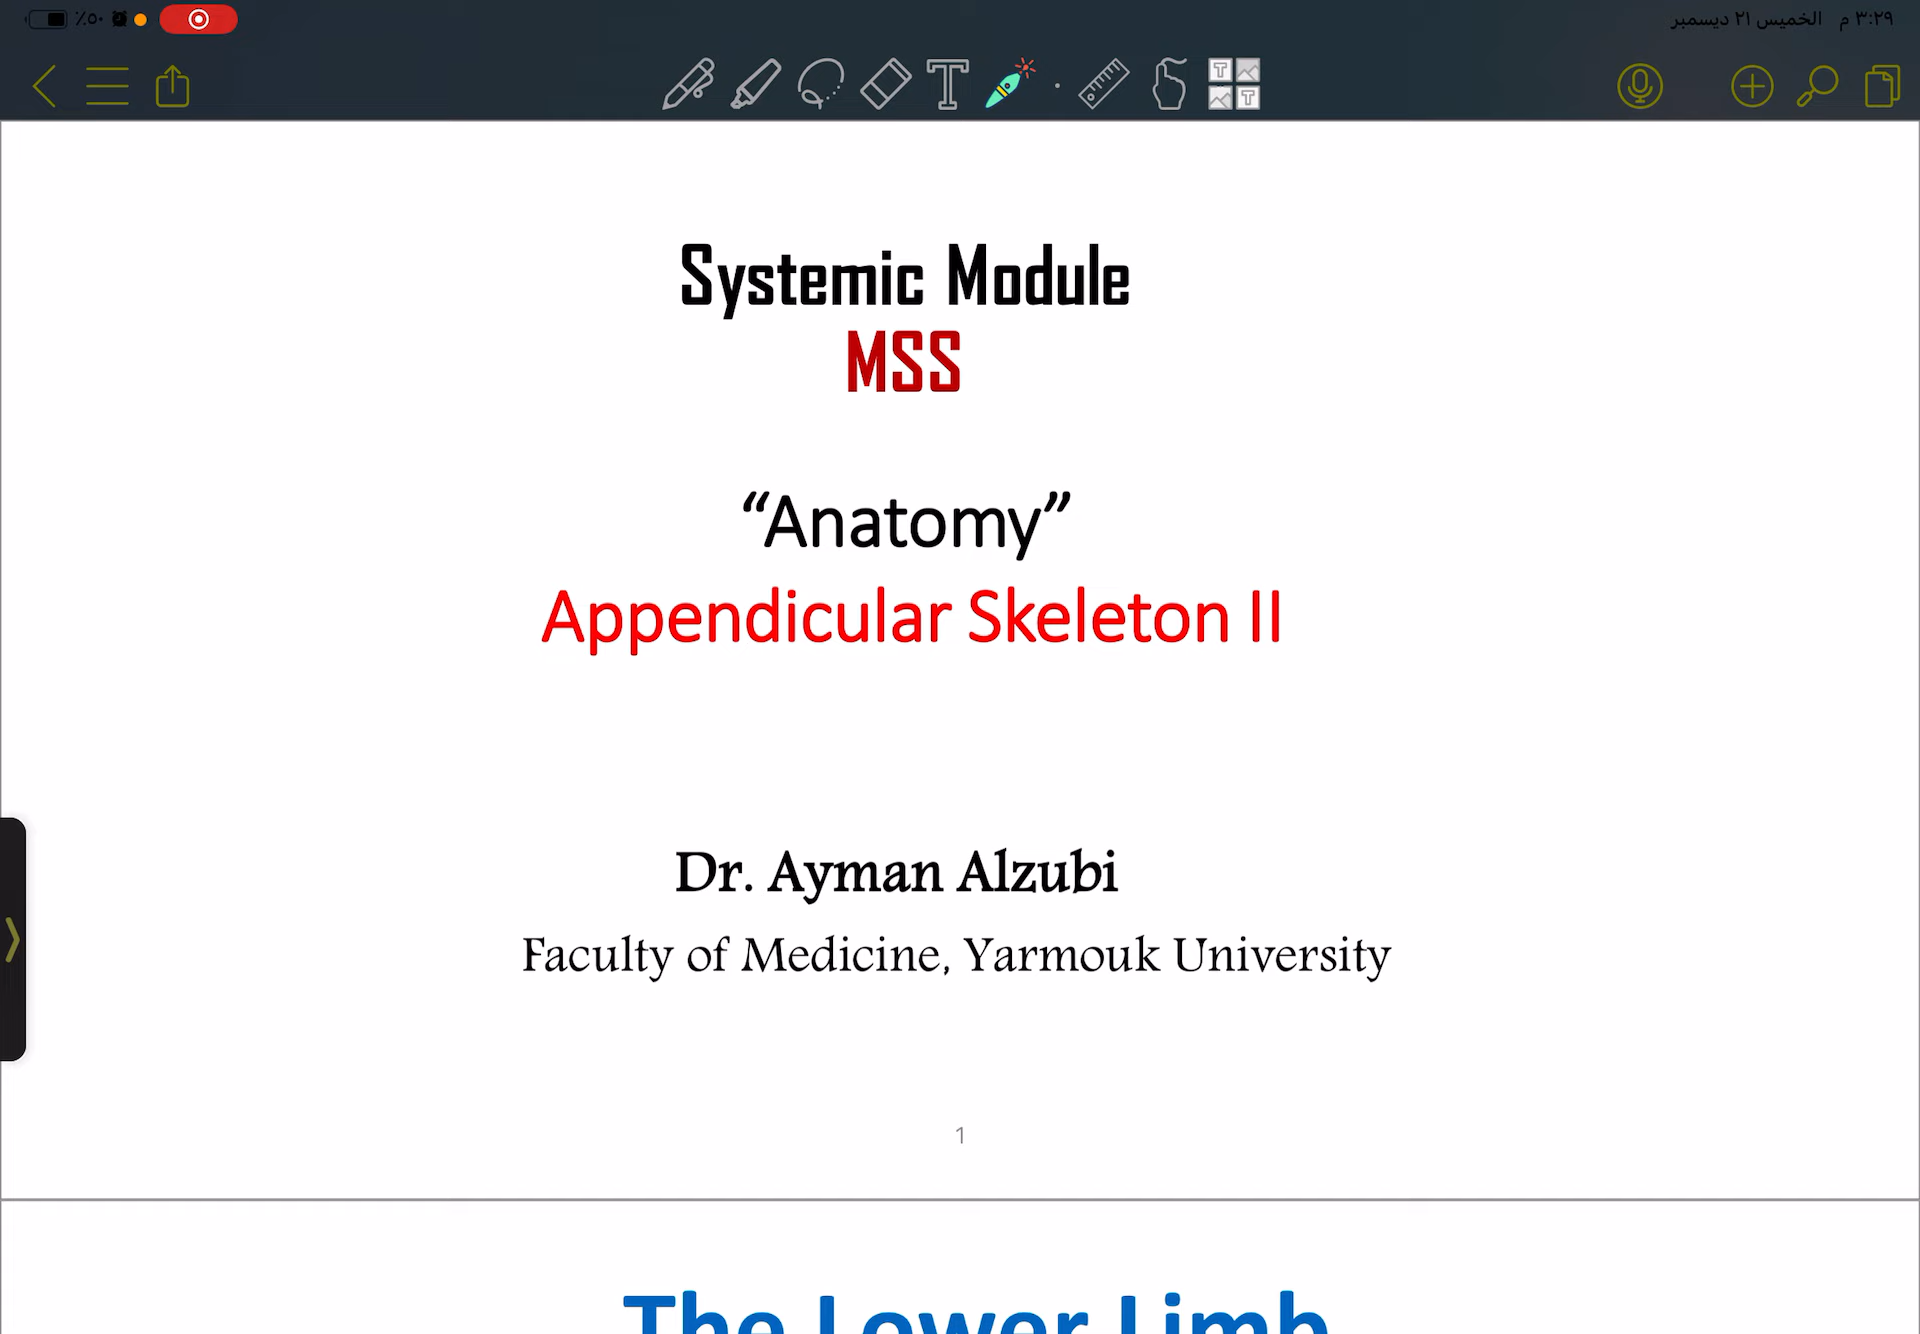 ٪٥٠
٣:٢٩ م الخميس ٢١ ديسمبر
Systemic Module
MSS
“Anatomy”
Appendicular Skeleton II
Dr. Ayman Alzubi
Faculty of Medicine, Yarmouk University
1
The Lower Limb